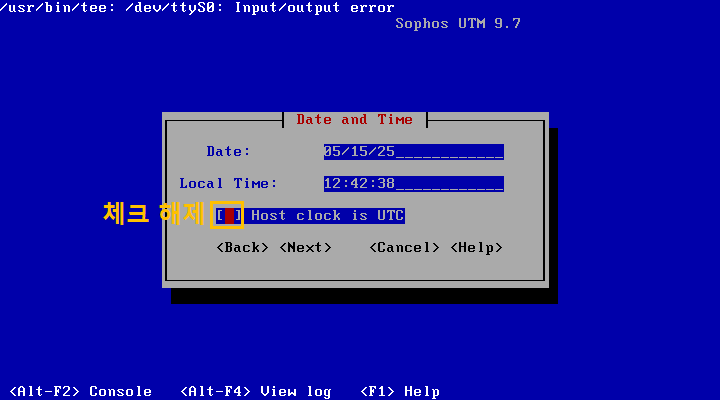 /usr/bin/tee: /dev/ttyS0: Input/output error
Sophos UTM 9.7
Date and Time
Date: 05/15/25____________
Local Time: 12:42:38____________
체크 해제 [ ] Host clock is UTC
<Back> <Next> <Cancel> <Help>
<Alt-F2> Console <Alt-F4> View log <F1> Help